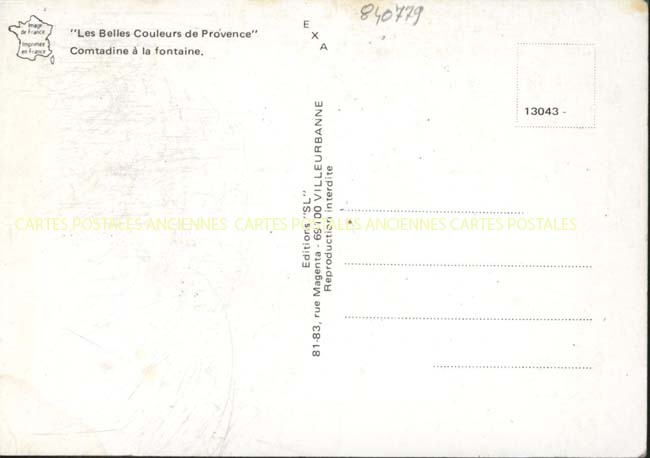 Image
de France
Imprimée
en France
"Les Belles Couleurs de Provence"
Comtadine à la fontaine.
840779
E
X
A
13043 -
Editions "SL"
81-83, rue Magenta - 69100 VILLEURBANNE
Reproduction interdite
CARTES POSTALES ANCIENNES CARTES POSTALES ANCIENNES CARTES POSTALES